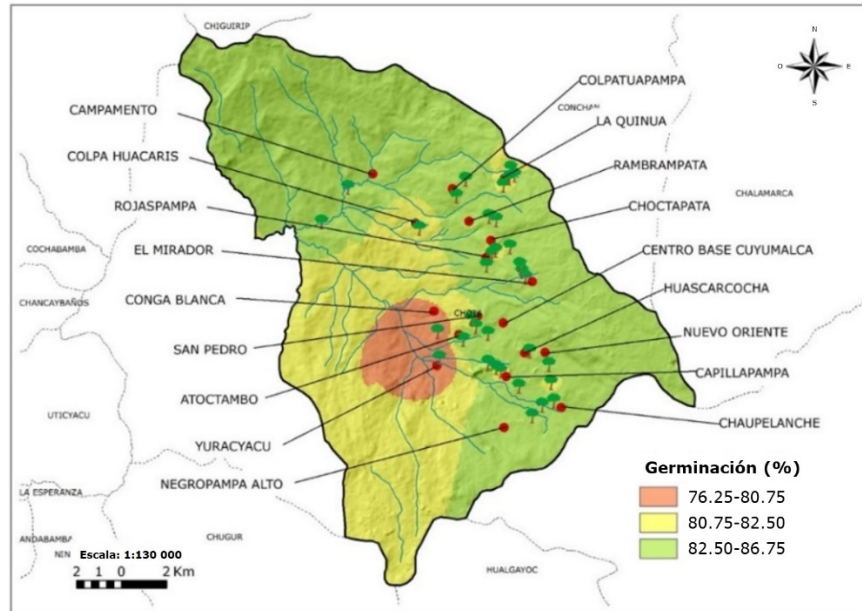 CHIGUIRIP
N
O
E
S
COLPATUAPAMPA
CAMPAMENTO
LA QUINUA
COLPA HUACARIS
RAMBRAMPATA
CHALAMARCA
ROJASPAMPA
CHOCTAPATA
COCHABAMBA
EL MIRADOR
CENTRO BASE CUYUMALCA
CHANCAYBAÑOS
CONGA BLANCA
HUASCARCOCHA
NUEVO ORIENTE
SAN PEDRO
CAPILLAPAMPA
ATOCTAMBO
UTICYACU
CHAUPELANCHE
YURACYACU
NEGROPAMPA ALTO
Germinación (%)
LA ESPERANZA
76.25-80.75
80.75-82.50
CHUGUR
ANDABAMBA
82.50-86.75
NIN
Escala: 1:130 000
HUALGAYOC
2 1 0 2 Km